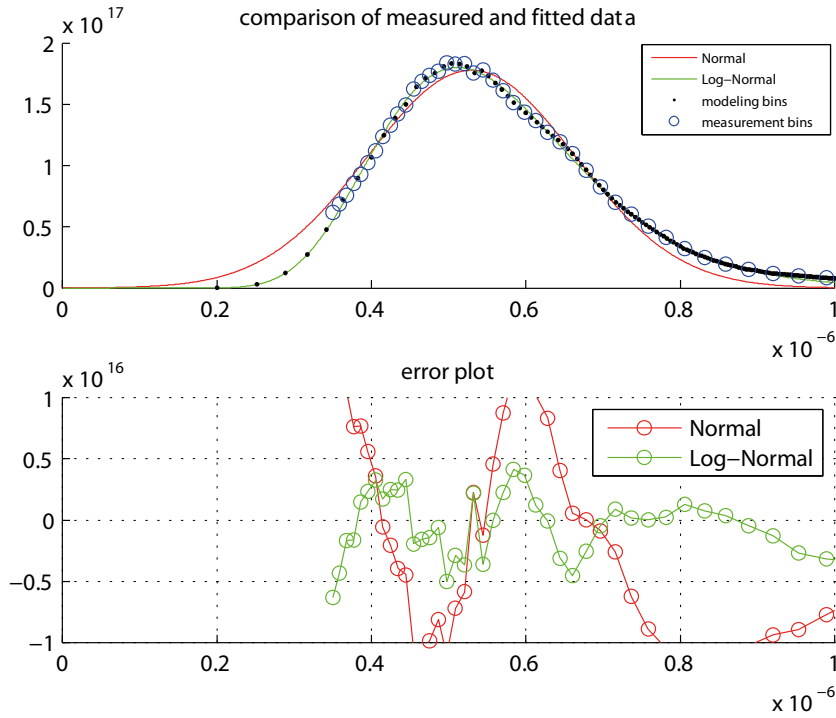 comparison of measured and fitted data
x 10^17
2
1.5
1
0.5
0
0 0.2 0.4 0.6 0.8 1
x 10^-6
Normal
Log-Normal
modeling bins
measurement bins
error plot
x 10^16
1
0.5
0
-0.5
-1
0 0.2 0.4 0.6 0.8 1
x 10^-6
Normal
Log-Normal